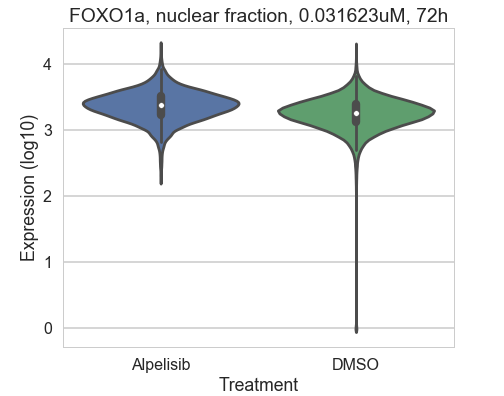 FOXO1a, nuclear fraction, 0.031623uM, 72h
Expression (log10)
4
3
2
1
0
Alpelisib
DMSO
Treatment